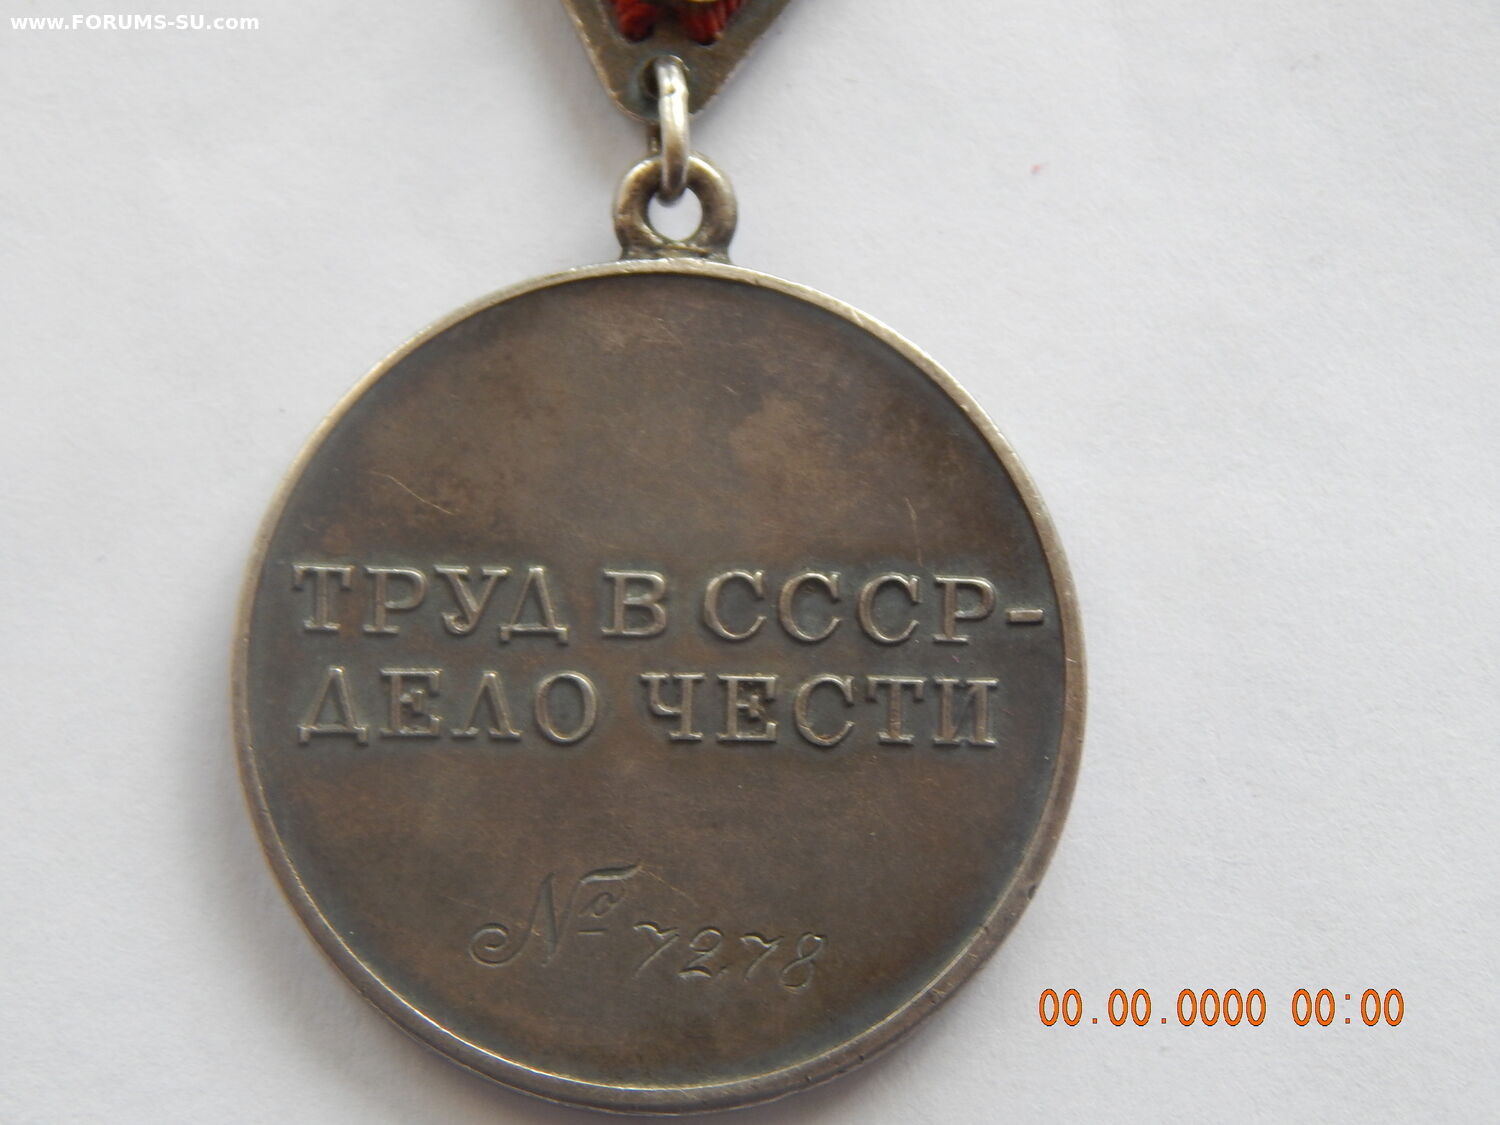 www.FORUMS-SU.com
ТРУД В СССР-
ДЕЛО ЧЕСТИ
№ 7278
00.00.0000 00:00